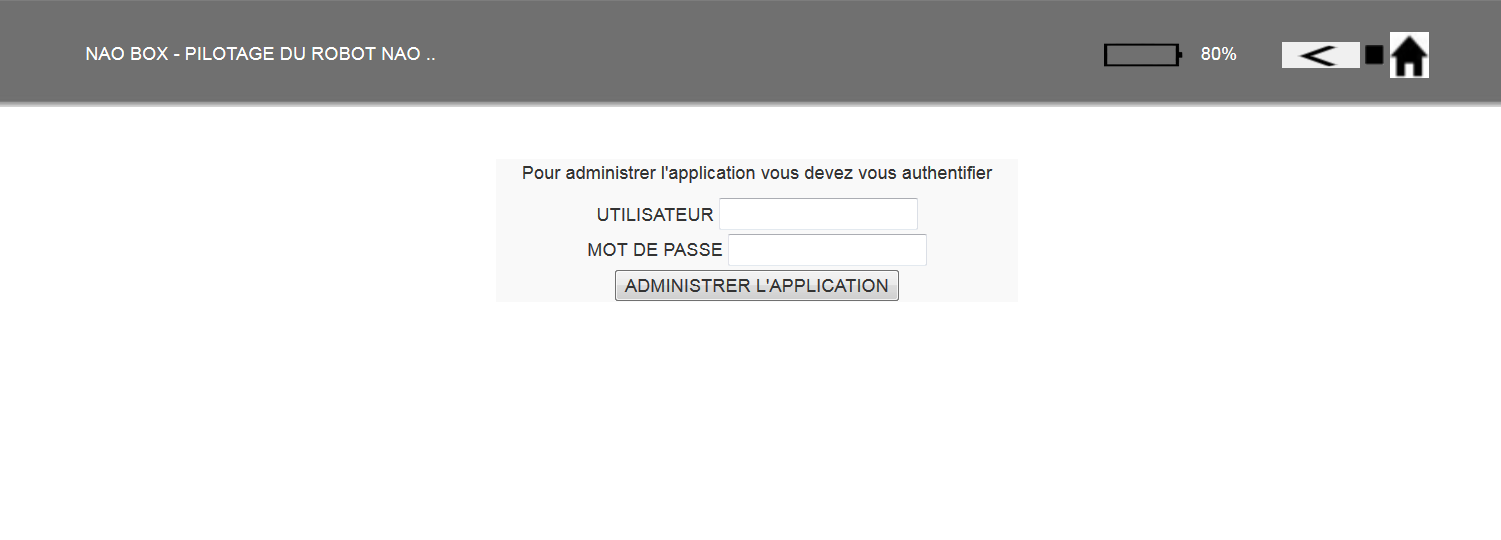 NAO BOX - PILOTAGE DU ROBOT NAO ..
80%
Pour administrer l'application vous devez vous authentifier
UTILISATEUR
MOT DE PASSE
ADMINISTRER L'APPLICATION